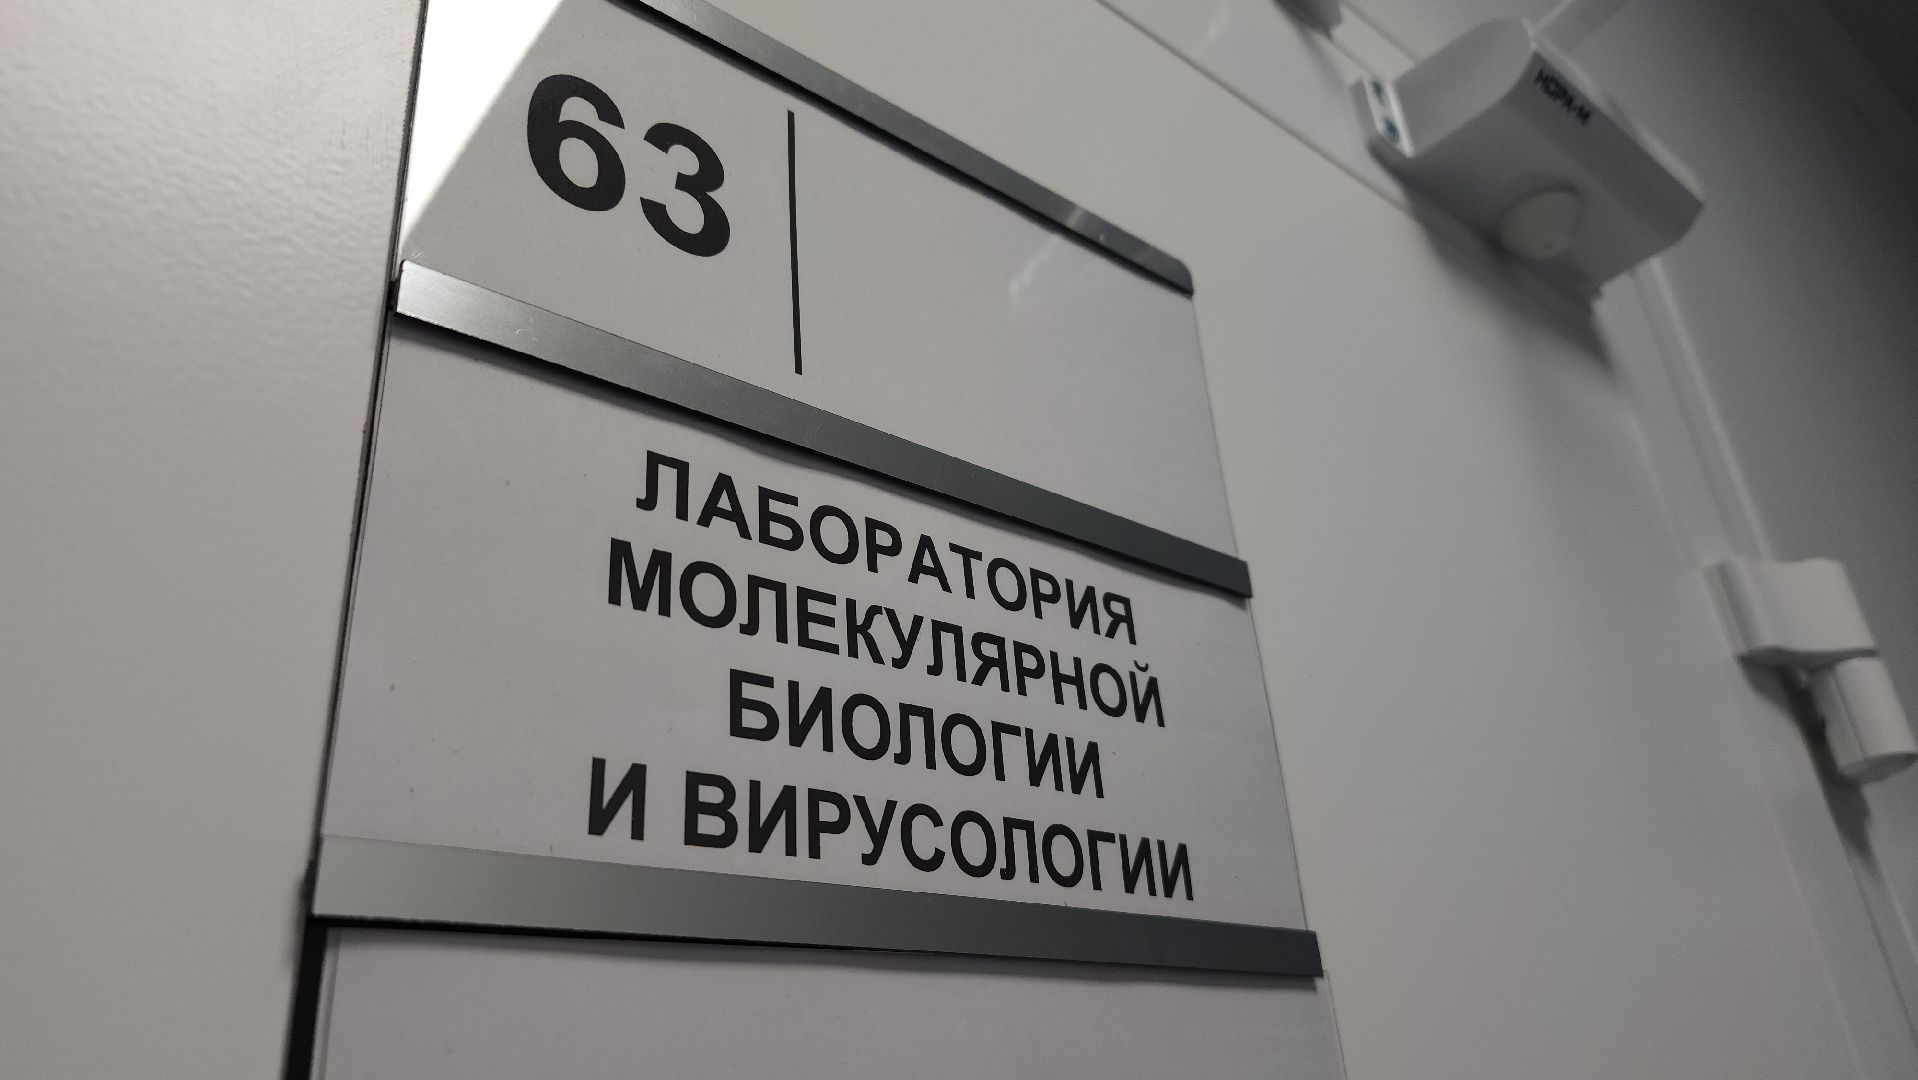 63
ЛАБОРАТОРИЯ
МОЛЕКУЛЯРНОЙ
БИОЛОГИИ
И ВИРУСОЛОГИИ